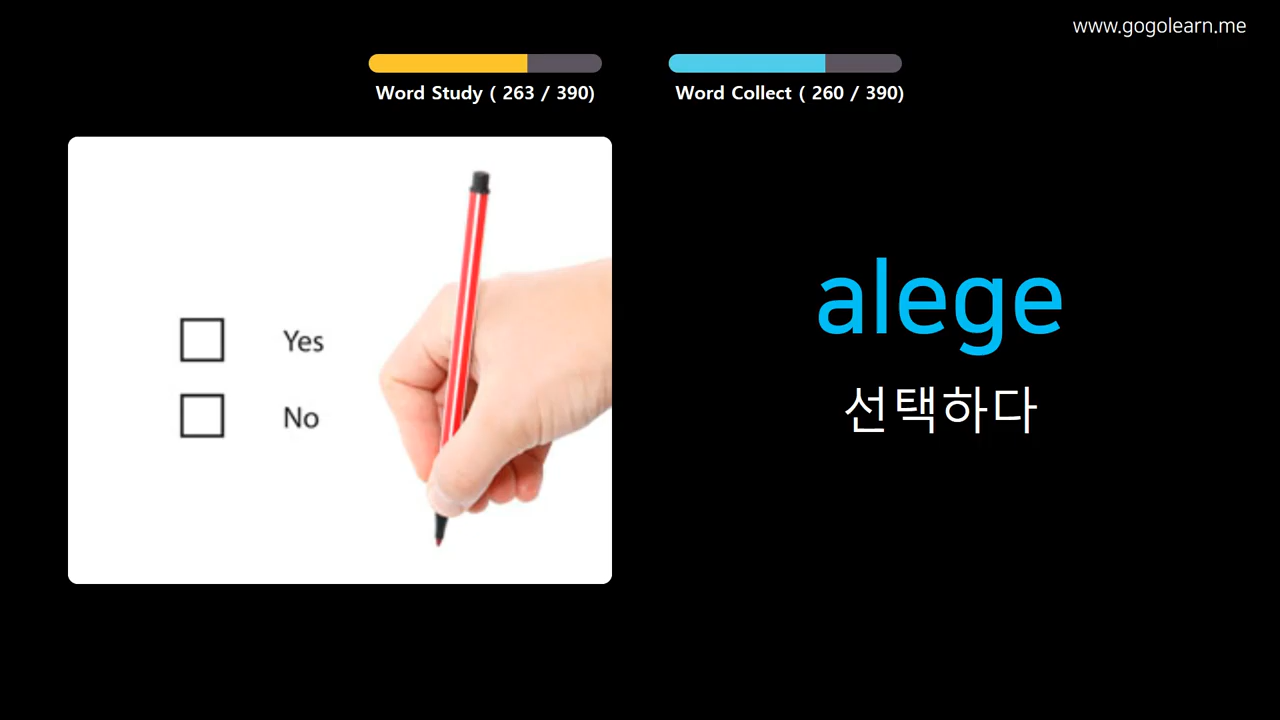 www.gogolearn.me
Word Study ( 263 / 390)
Word Collect ( 260 / 390)
Yes
No
alege
선택하다